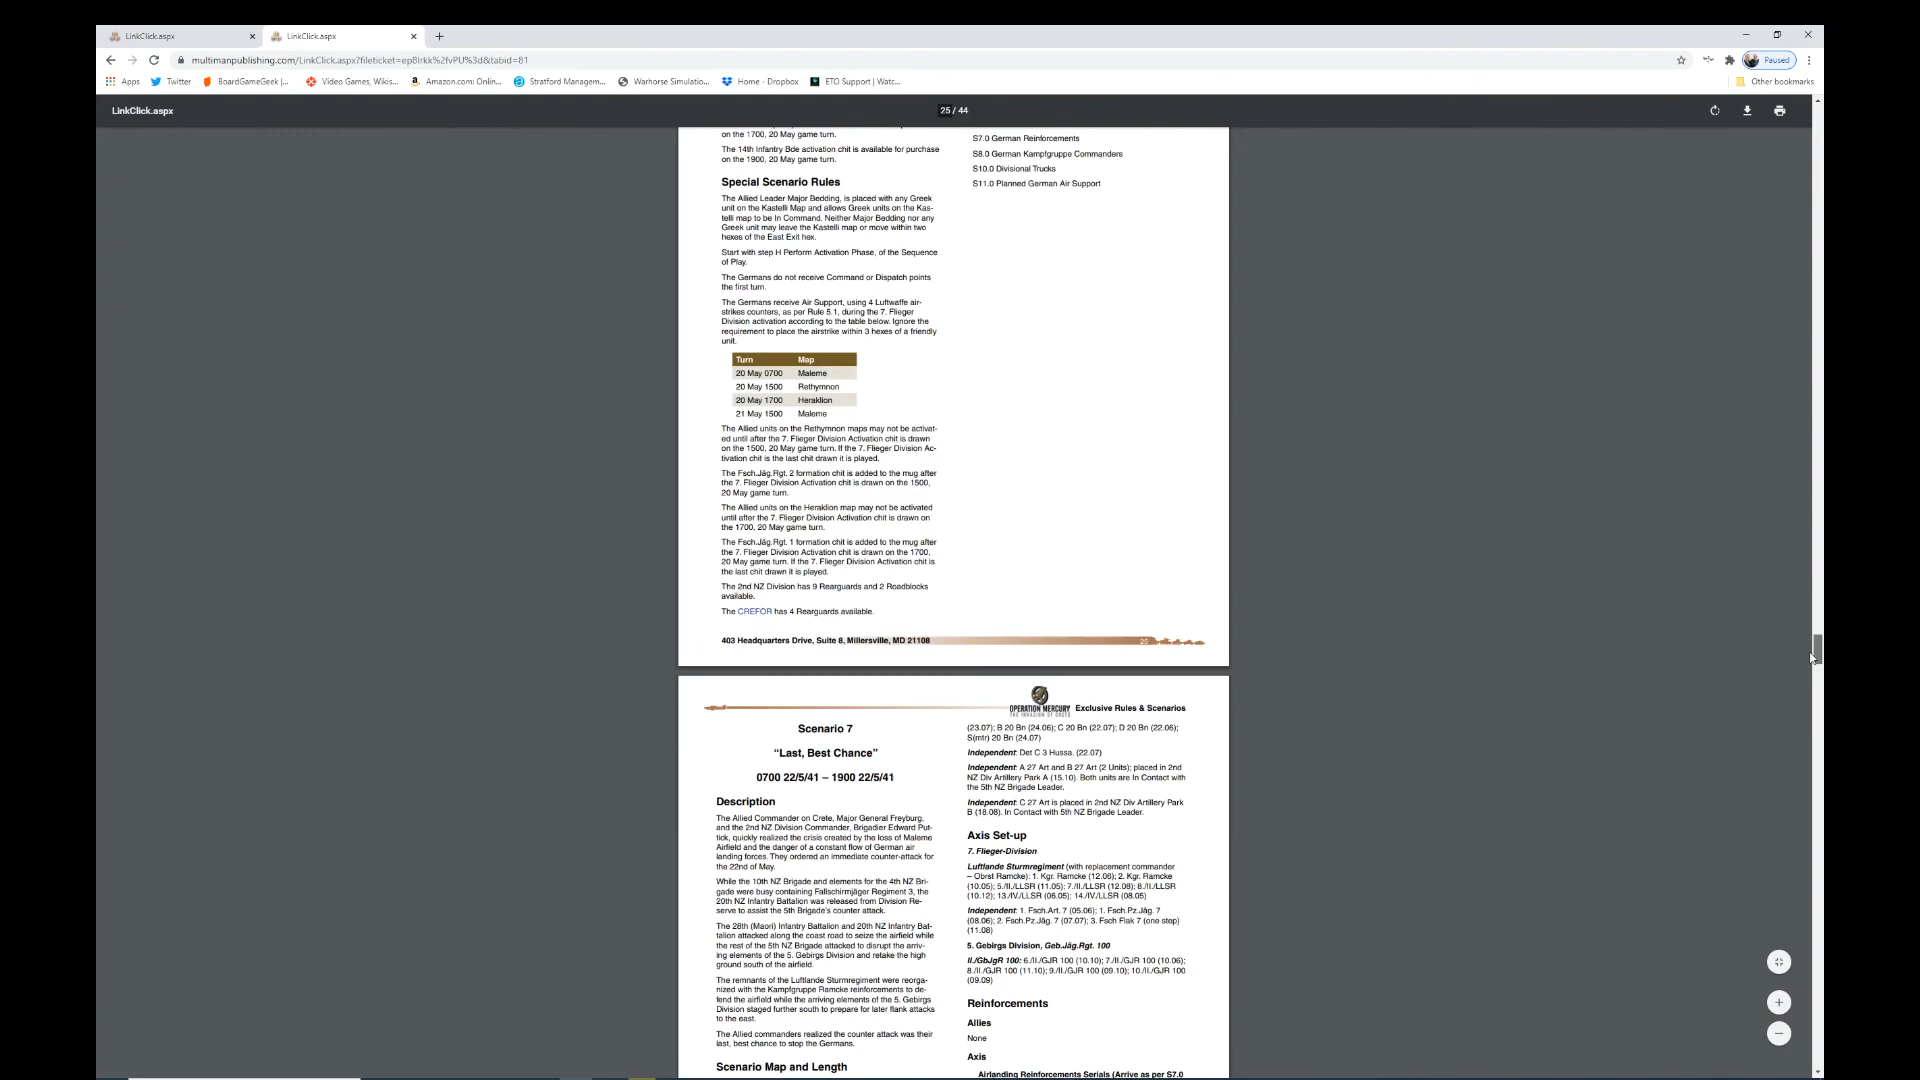 LinkClick.aspx
LinkClick.aspx
multimanpublishing.com/LinkClick.aspx?fileticket=ep8Irkk%2fvPU%3d&tabid=81
Paused
Apps
Twitter
BoardGameGeek |...
Video Games, Wikis...
Amazon.com: Onlin...
Stratford Managem...
Warhorse Simulatio...
Home - Dropbox
ETO Support | Watc...
Other bookmarks
LinkClick.aspx
25 / 44
on the 1700, 20 May game turn.
The 14th Infantry Bde activation chit is available for purchase
on the 1900, 20 May game turn.
Special Scenario Rules
The Allied Leader Major Bedding, is placed with any Greek
unit on the Kastelli Map and allows Greek units on the Kas-
telli map to be In Command. Neither Major Bedding nor any
Greek unit may leave the Kastelli map or move within two
hexes of the East Exit hex.
Start with step H Perform Activation Phase, of the Sequence
of Play.
The Germans do not receive Command or Dispatch points
the first turn.
The Germans receive Air Support, using 4 Luftwaffe air-
strikes counters, as per Rule 5.1, during the 7. Flieger
Division activation according to the table below. Ignore the
requirement to place the airstrike within 3 hexes of a friendly
unit.
Turn Map
20 May 0700 Maleme
20 May 1500 Rethymnon
20 May 1700 Heraklion
21 May 1500 Maleme
The Allied units on the Rethymnon maps may not be activat-
ed until after the 7. Flieger Division Activation chit is drawn
on the 1500, 20 May game turn. If the 7. Flieger Division Ac-
tivation chit is the last chit drawn it is played.
The Fsch.Jäg.Rgt. 2 formation chit is added to the mug after
the 7. Flieger Division Activation chit is drawn on the 1500,
20 May game turn.
The Allied units on the Heraklion map may not be activated
until after the 7. Flieger Division Activation chit is drawn on
the 1700, 20 May game turn.
The Fsch.Jäg.Rgt. 1 formation chit is added to the mug after
the 7. Flieger Division Activation chit is drawn on the 1700,
20 May game turn. If the 7. Flieger Division Activation chit is
the last chit drawn it is played.
The 2nd NZ Division has 9 Rearguards and 2 Roadblocks
available.
The CREFOR has 4 Rearguards available.
S7.0 German Reinforcements
S8.0 German Kampfgruppe Commanders
S10.0 Divisional Trucks
S11.0 Planned German Air Support
403 Headquarters Drive, Suite 8, Millersville, MD 21108
25
OPERATION MERCURY
THE INVASION OF CRETE
Exclusive Rules & Scenarios
Scenario 7
“Last, Best Chance”
0700 22/5/41 – 1900 22/5/41
Description
The Allied Commander on Crete, Major General Freyburg,
and the 2nd NZ Division Commander, Brigadier Edward Put-
tick, quickly realized the crisis created by the loss of Maleme
Airfield and the danger of a constant flow of German air
landing forces. They ordered an immediate counter-attack for
the 22nd of May.
While the 10th NZ Brigade and elements for the 4th NZ Bri-
gade were busy containing Fallschirmjäger Regiment 3, the
20th NZ Infantry Battalion was released from Division Re-
serve to assist the 5th Brigade's counter attack.
The 28th (Maori) Infantry Battalion and 20th NZ Infantry Bat-
talion attacked along the coast road to seize the airfield while
the rest of the 5th NZ Brigade attacked to disrupt the arriv-
ing elements of the 5. Gebirgs Division and retake the high
ground south of the airfield.
The remnants of the Luftlande Sturmregiment were reorga-
nized with the Kampfgruppe Ramcke reinforcements to de-
fend the airfield while the arriving elements of the 5. Gebirgs
Division staged further south to prepare for later flank attacks
to the east.
The Allied commanders realized the counter attack was their
last, best chance to stop the Germans.
Scenario Map and Length
(23.07); B 20 Bn (24.06); C 20 Bn (22.07); D 20 Bn (22.06);
S(mtr) 20 Bn (24.07)
Independent: Det C 3 Hussa. (22.07)
Independent: A 27 Art and B 27 Art (2 Units); placed in 2nd
NZ Div Artillery Park A (15.10). Both units are In Contact with
the 5th NZ Brigade Leader.
Independent: C 27 Art is placed in 2nd NZ Div Artillery Park
B (18.08). In Contact with 5th NZ Brigade Leader.
Axis Set-up
7. Flieger-Division
Luftlande Sturmregiment (with replacement commander
– Obrst Ramcke): 1. Kgr. Ramcke (12.06); 2. Kgr. Ramcke
(10.05); 5./II./LLSR (11.05); 7./II./LLSR (12.08); 8./II./LLSR
(10.12); 13./IV./LLSR (06.05); 14./IV./LLSR (08.05)
Independent: 1. Fsch.Art. 7 (05.06); 1. Fsch.Pz.Jäg. 7
(08.06); 2. Fsch.Pz.Jäg. 7 (07.07); 3. Fsch Flak 7 (one step)
(11.08)
5. Gebirgs Division, Geb.Jäg.Rgt. 100
II./GbJgR 100: 6./II./GJR 100 (10.10); 7./II./GJR 100 (10.06);
8./II./GJR 100 (11.10); 9./II./GJR 100 (09.10); 10./II./GJR 100
(09.09)
Reinforcements
Allies
None
Axis
Airlanding Reinforcements Serials (Arrive as per S7.0